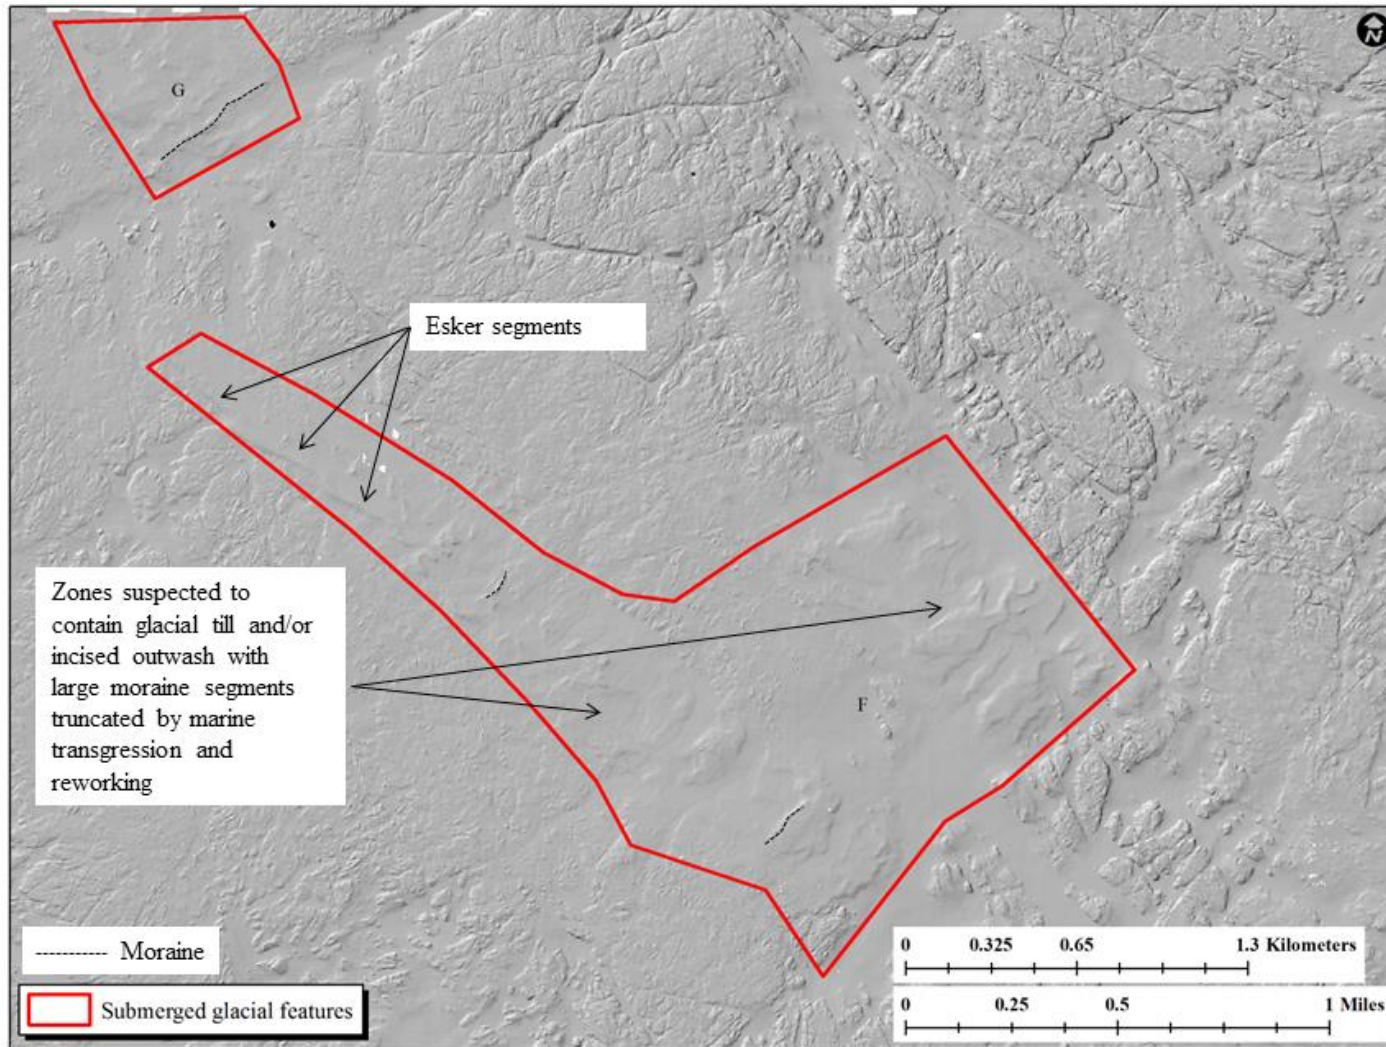 N
G
Esker segments
Zones suspected to
contain glacial till and/or
incised outwash with
large moraine segments
truncated by marine
transgression and
reworking
F
Moraine
Submerged glacial features
0 0.325 0.65 1.3 Kilometers
0 0.25 0.5 1 Miles